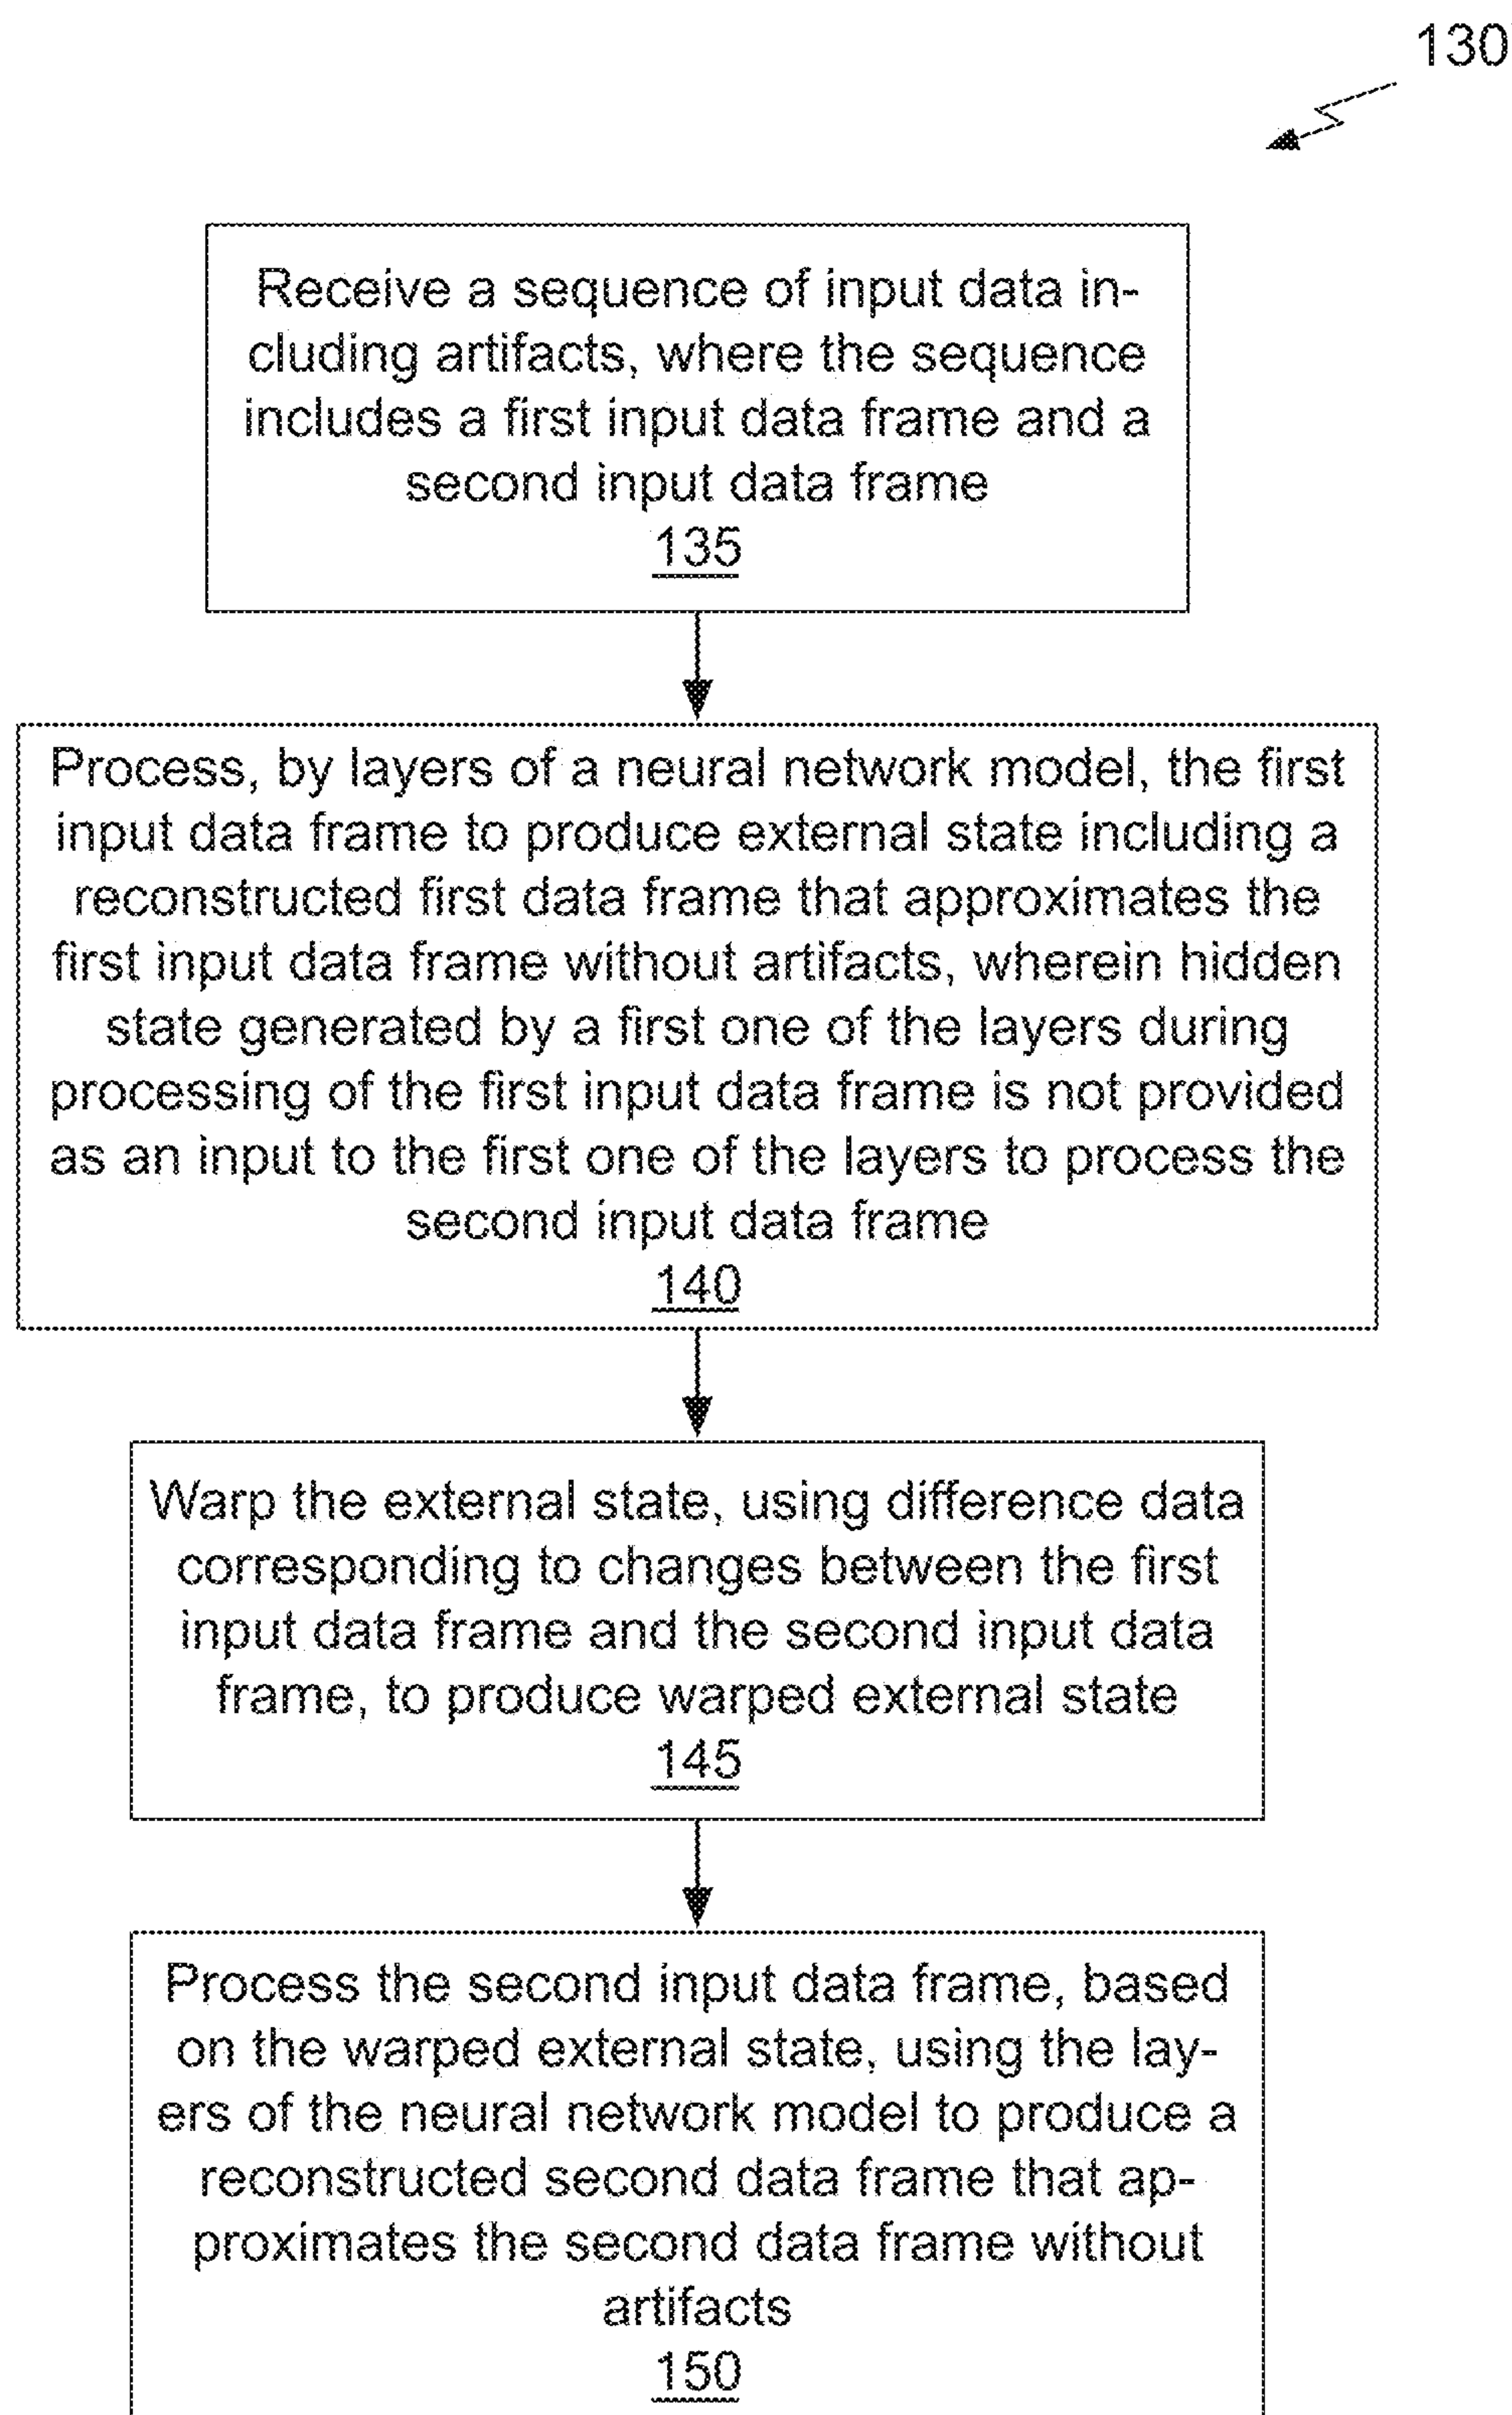 130
Receive a sequence of input data in-
cluding artifacts, where the sequence
includes a first input data frame and a
second input data frame
135
Process, by layers of a neural network model, the first
input data frame to produce external state including a
reconstructed first data frame that approximates the
first input data frame without artifacts, wherein hidden
state generated by a first one of the layers during
processing of the first input data frame is not provided
as an input to the first one of the layers to process the
second input data frame
140
Warp the external state, using difference data
corresponding to changes between the first
input data frame and the second input data
frame, to produce warped external state
145
Process the second input data frame, based
on the warped external state, using the lay-
ers of the neural network model to produce a
reconstructed second data frame that ap-
proximates the second data frame without
artifacts
150